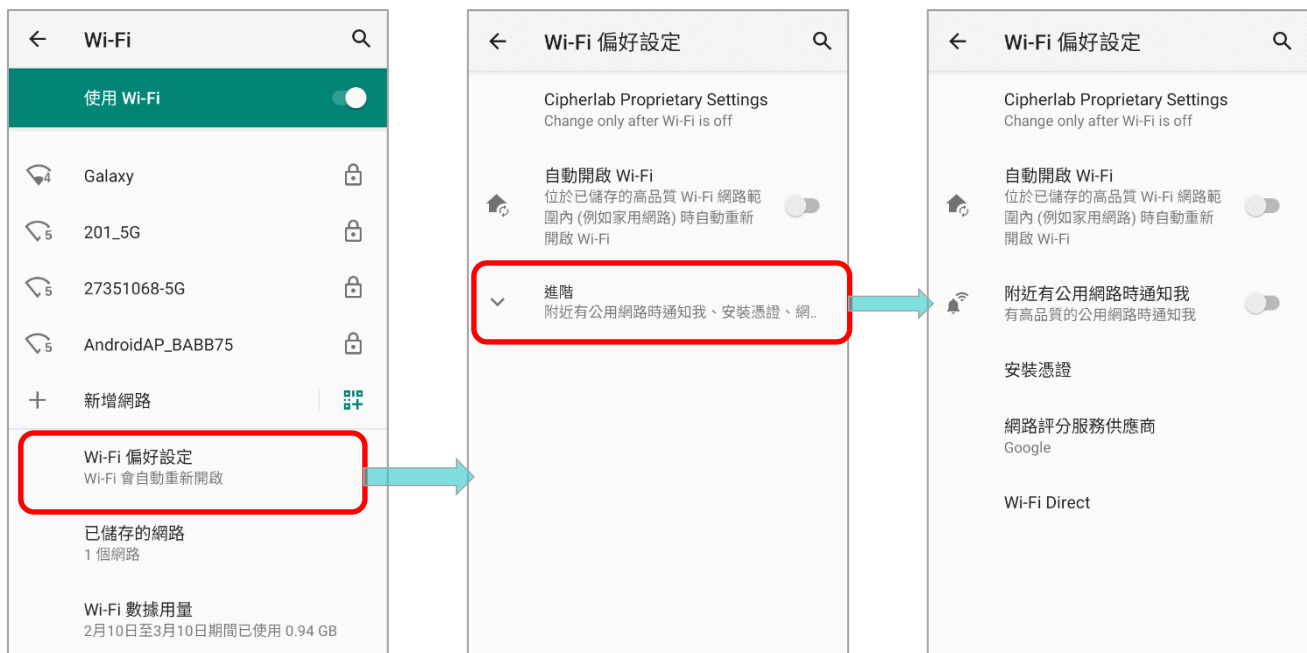 Wi-Fi
使用 Wi-Fi
4
Galaxy
5
201_5G
5
27351068-5G
5
AndroidAP_BABB75
新增網路
Wi-Fi 偏好設定
Wi-Fi 會自動重新開啟
已儲存的網路
1 個網路
Wi-Fi 數據用量
2月10日至3月10日期間已使用 0.94 GB
Wi-Fi 偏好設定
Cipherlab Proprietary Settings
Change only after Wi-Fi is off
自動開啟 Wi-Fi
位於已儲存的高品質 Wi-Fi 網路範
圍內 (例如家用網路) 時自動重新
開啟 Wi-Fi
進階
附近有公用網路時通知我、安裝憑證、網..
Wi-Fi 偏好設定
Cipherlab Proprietary Settings
Change only after Wi-Fi is off
自動開啟 Wi-Fi
位於已儲存的高品質 Wi-Fi 網路範
圍內 (例如家用網路) 時自動重新
開啟 Wi-Fi
附近有公用網路時通知我
有高品質的公用網路時通知我
安裝憑證
網路評分服務供應商
Google
Wi-Fi Direct